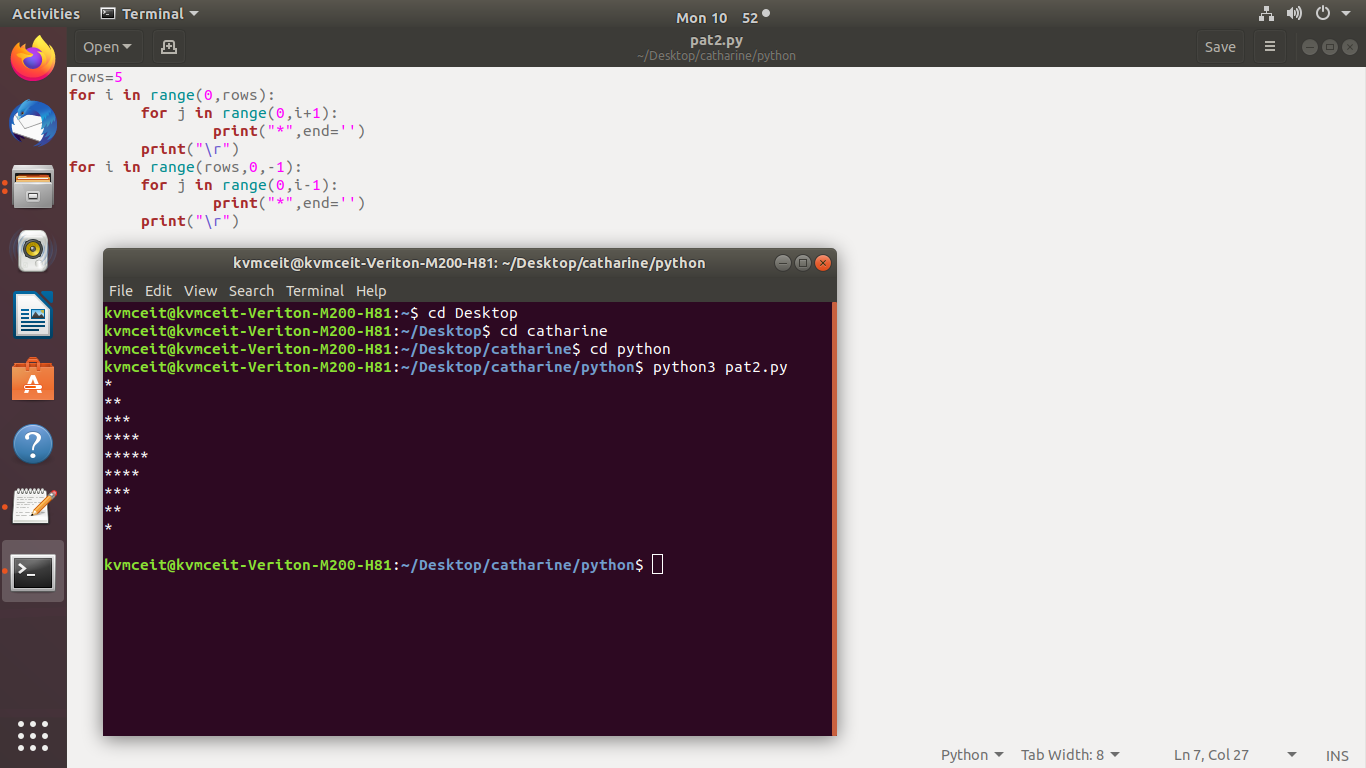 Activities Terminal Mon 10 52
Open pat2.py Save
~/Desktop/catharine/python
rows=5
for i in range(0,rows):
        for j in range(0,i+1):
                print("*",end='')
        print("\r")
for i in range(rows,0,-1):
        for j in range(0,i-1):
                print("*",end='')
        print("\r")
kvmceit@kvmceit-Veriton-M200-H81: ~/Desktop/catharine/python
File Edit View Search Terminal Help
kvmceit@kvmceit-Veriton-M200-H81:~$ cd Desktop
kvmceit@kvmceit-Veriton-M200-H81:~/Desktop$ cd catharine
kvmceit@kvmceit-Veriton-M200-H81:~/Desktop/catharine$ cd python
kvmceit@kvmceit-Veriton-M200-H81:~/Desktop/catharine/python$ python3 pat2.py
*
**
***
****
*****
****
***
**
*

kvmceit@kvmceit-Veriton-M200-H81:~/Desktop/catharine/python$
Python Tab Width: 8 Ln 7, Col 27 INS